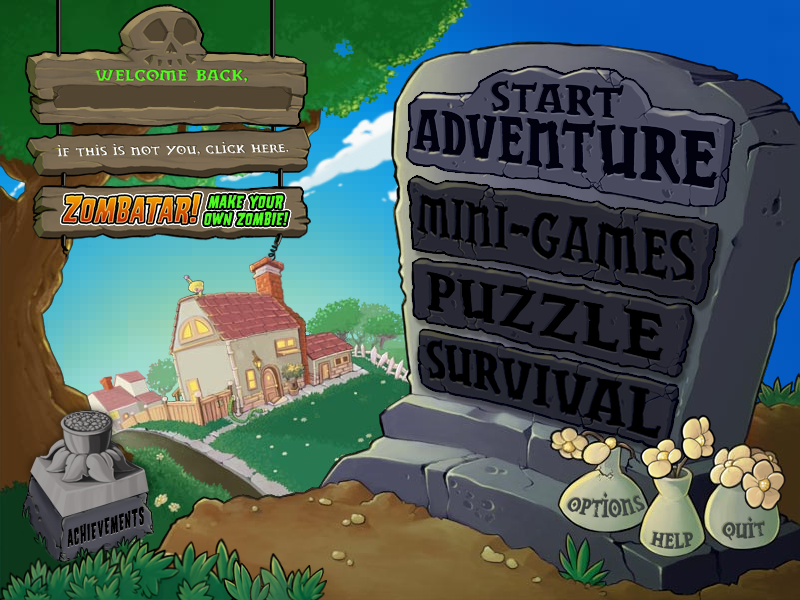 WELCOME BACK,
IF THIS IS NOT YOU, CLICK HERE.
ZOMBATAR! MAKE YOUR
OWN ZOMBIE!
START
ADVENTURE
MINI-GAMES
PUZZLE
SURVIVAL
ACHIEVEMENTS
OPTIONS
HELP
QUIT